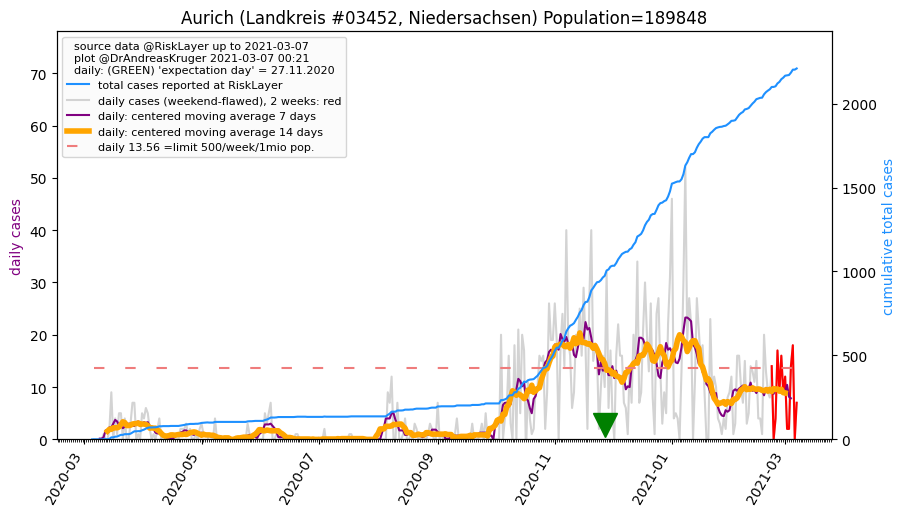 Aurich (Landkreis #03452, Niedersachsen) Population=189848
source data @RiskLayer up to 2021-03-07
plot @DrAndreasKruger 2021-03-07 00:21
daily: (GREEN) 'expectation day' = 27.11.2020
total cases reported at RiskLayer
daily cases (weekend-flawed), 2 weeks: red
daily: centered moving average 7 days
daily: centered moving average 14 days
daily 13.56 =limit 500/week/1mio pop.
daily cases
70
60
50
40
30
20
10
0
cumulative total cases
2000
1500
1000
500
0
2020-03
2020-05
2020-07
2020-09
2020-11
2021-01
2021-03